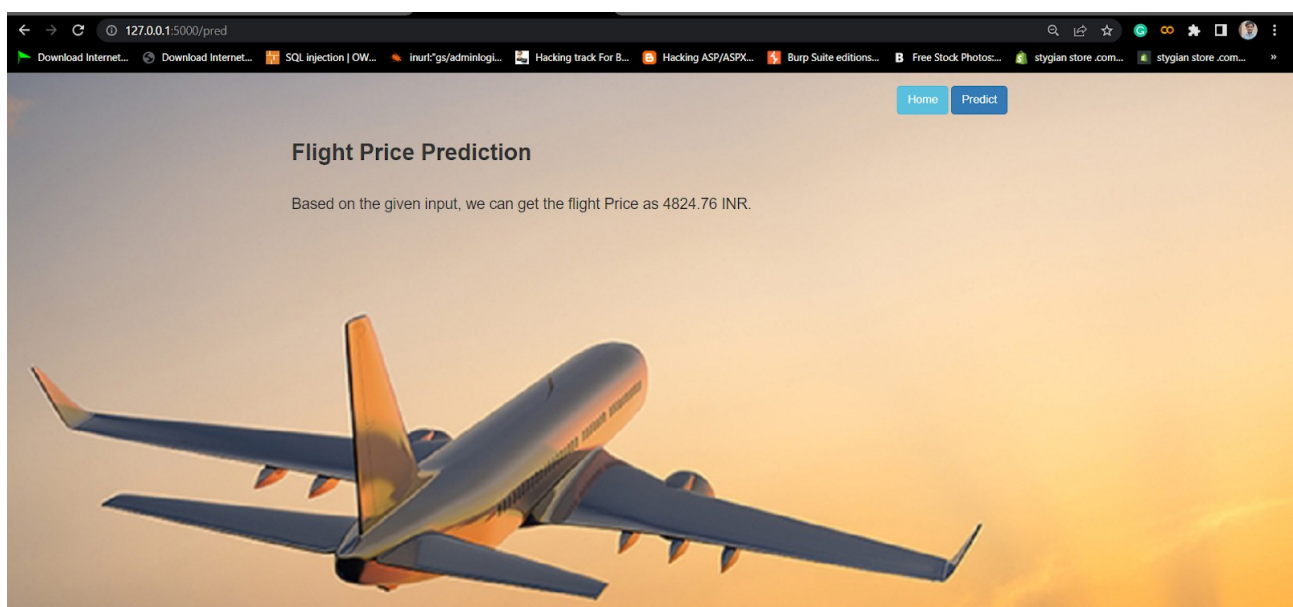 127.0.0.1:5000/pred
Download Internet... Download Internet... SQL injection | OW... inurl:"gs/adminlogi... Hacking track For B... Hacking ASP/ASPX... Burp Suite editions... B Free Stock Photos:... stygian store .com... stygian store .com... »
Home Predict
Flight Price Prediction
Based on the given input, we can get the flight Price as 4824.76 INR.